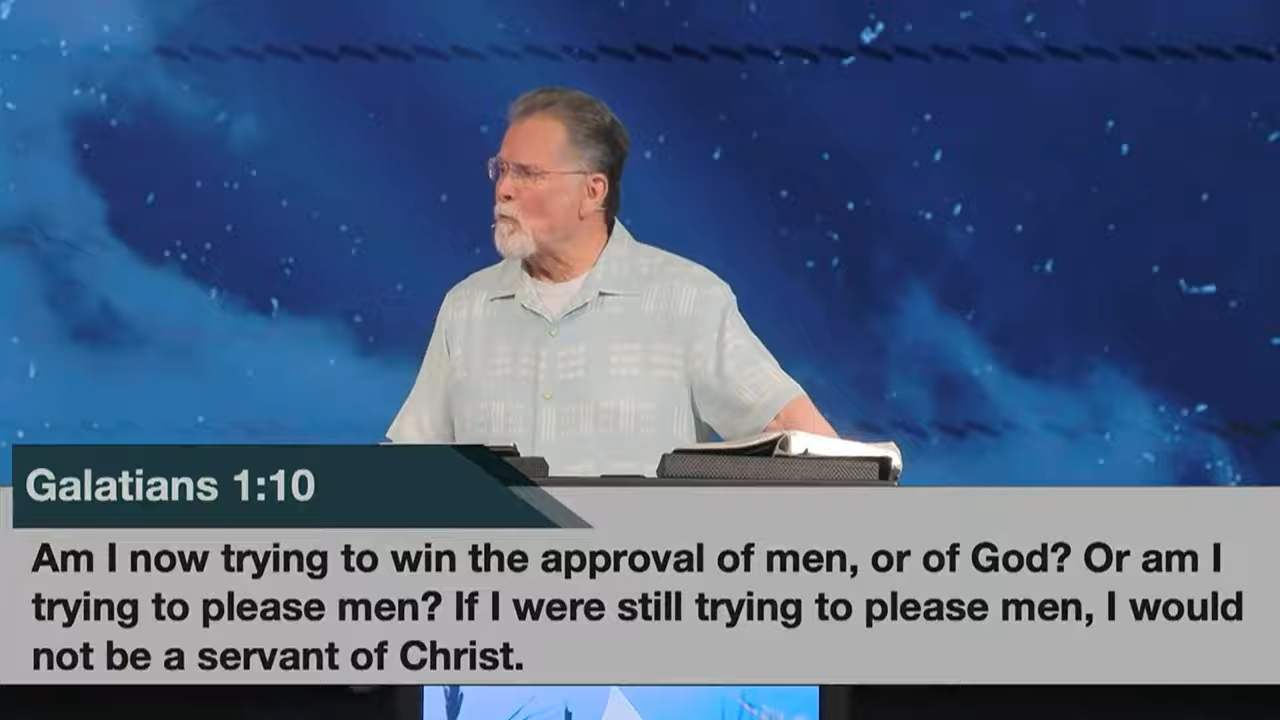 Galatians 1:10
Am I now trying to win the approval of men, or of God? Or am I
trying to please men? If I were still trying to please men, I would
not be a servant of Christ.